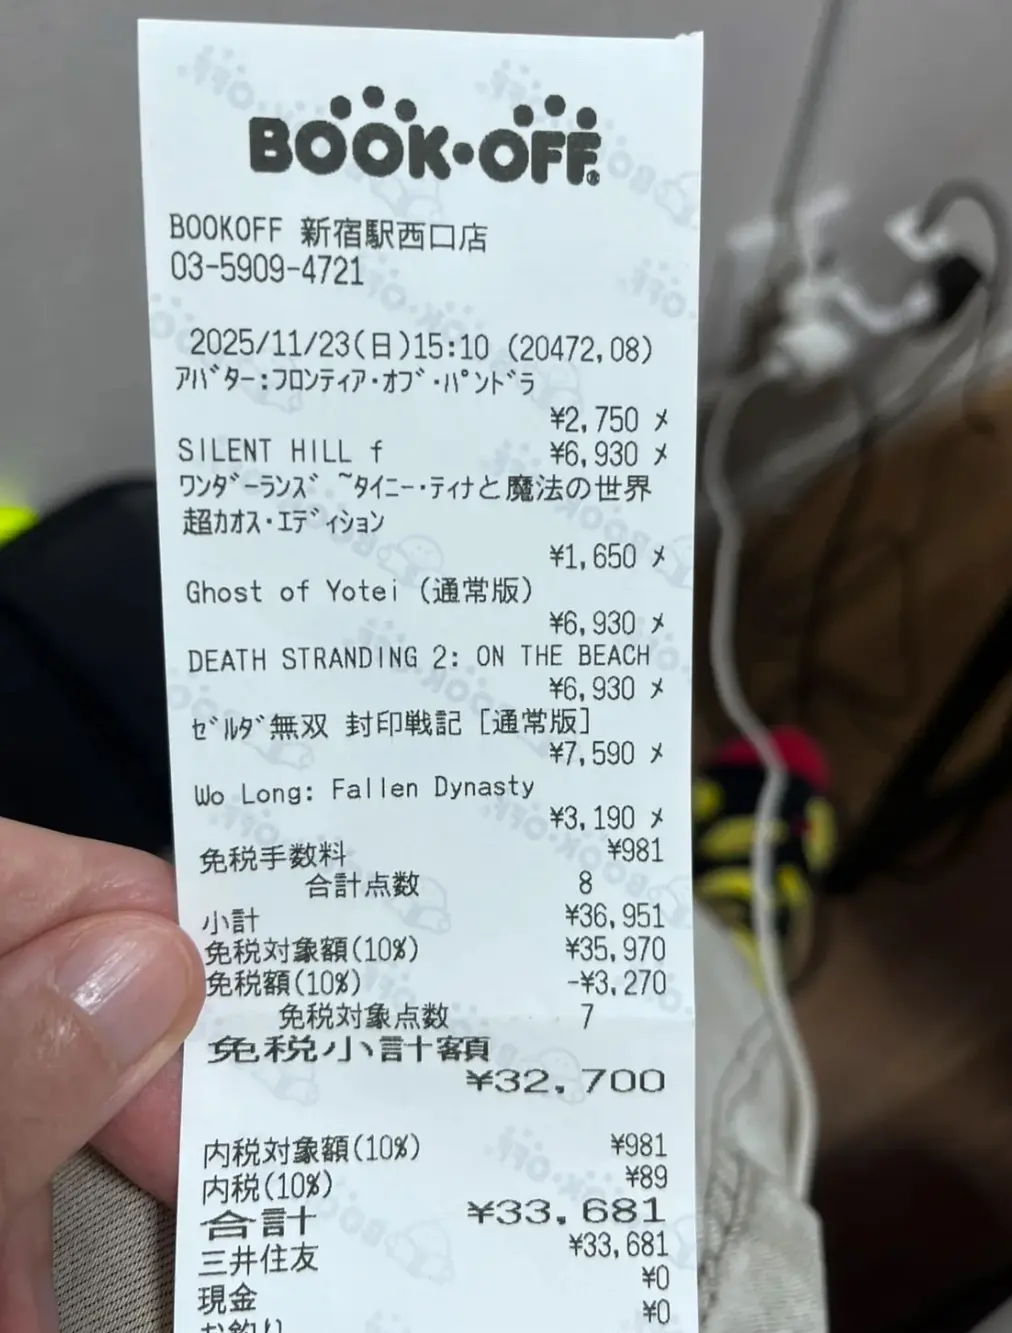 BOOK・OFF®
BOOKOFF 新宿駅西口店
03-5909-4721
2025/11/23(日)15:10 (20472,08)
ｱﾊﾞﾀｰ:ﾌﾛﾝﾃｨｱ･ｵﾌﾞ･ﾊﾟﾝﾄﾞﾗ
¥2,750 メ
SILENT HILL f ¥6,930 メ
ﾜﾝﾀﾞｰﾗﾝｽﾞ ~ﾀｲﾆｰ･ﾃｨﾅと魔法の世界
超ｶｵｽ･ｴﾃﾞｨｼｮﾝ
¥1,650 メ
Ghost of Yotei (通常版)
¥6,930 メ
DEATH STRANDING 2: ON THE BEACH
¥6,930 メ
ｾﾞﾙﾀﾞ無双 封印戦記 [通常版]
¥7,590 メ
Wo Long: Fallen Dynasty
¥3,190 メ
免税手数料 ¥981
合計点数 8
小計 ¥36,951
免税対象額(10%) ¥35,970
免税額(10%) -¥3,270
免税対象点数 7
免税小計額
¥32,700
内税対象額(10%) ¥981
内税(10%) ¥89
合計 ¥33,681
三井住友 ¥33,681
現金 ¥0
お釣り ¥0